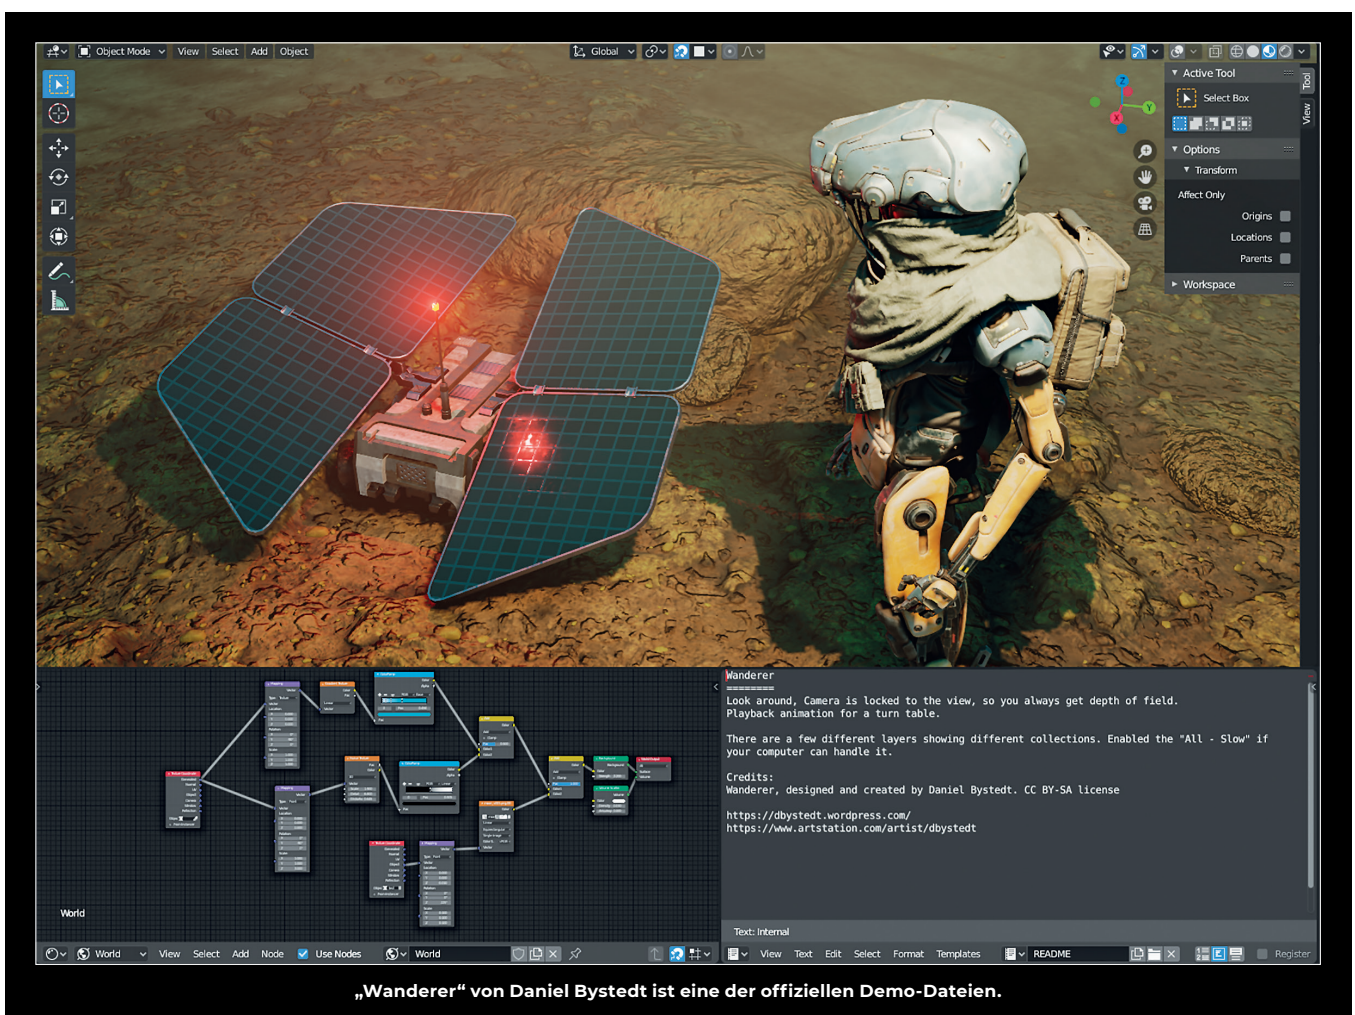 Object Mode View Select Add Object Global
Active Tool
Tool
Select Box
View
Z
Y
X
Options
Transform
Affect Only
Origins
Locations
Parents
Workspace
Wanderer
========
Look around, Camera is locked to the view, so you always get depth of field.
Playback animation for a turn table.
There are a few different layers showing different collections. Enabled the "All - Slow" if
your computer can handle it.
Credits:
Wanderer, designed and created by Daniel Bystedt. CC BY-SA license
https://dbystedt.wordpress.com/
https://www.artstation.com/artist/dbystedt
World
Text: Internal
World View Select Add Node Use Nodes World
View Text Edit Select Format Templates README Register
„Wanderer“ von Daniel Bystedt ist eine der offiziellen Demo-Dateien.